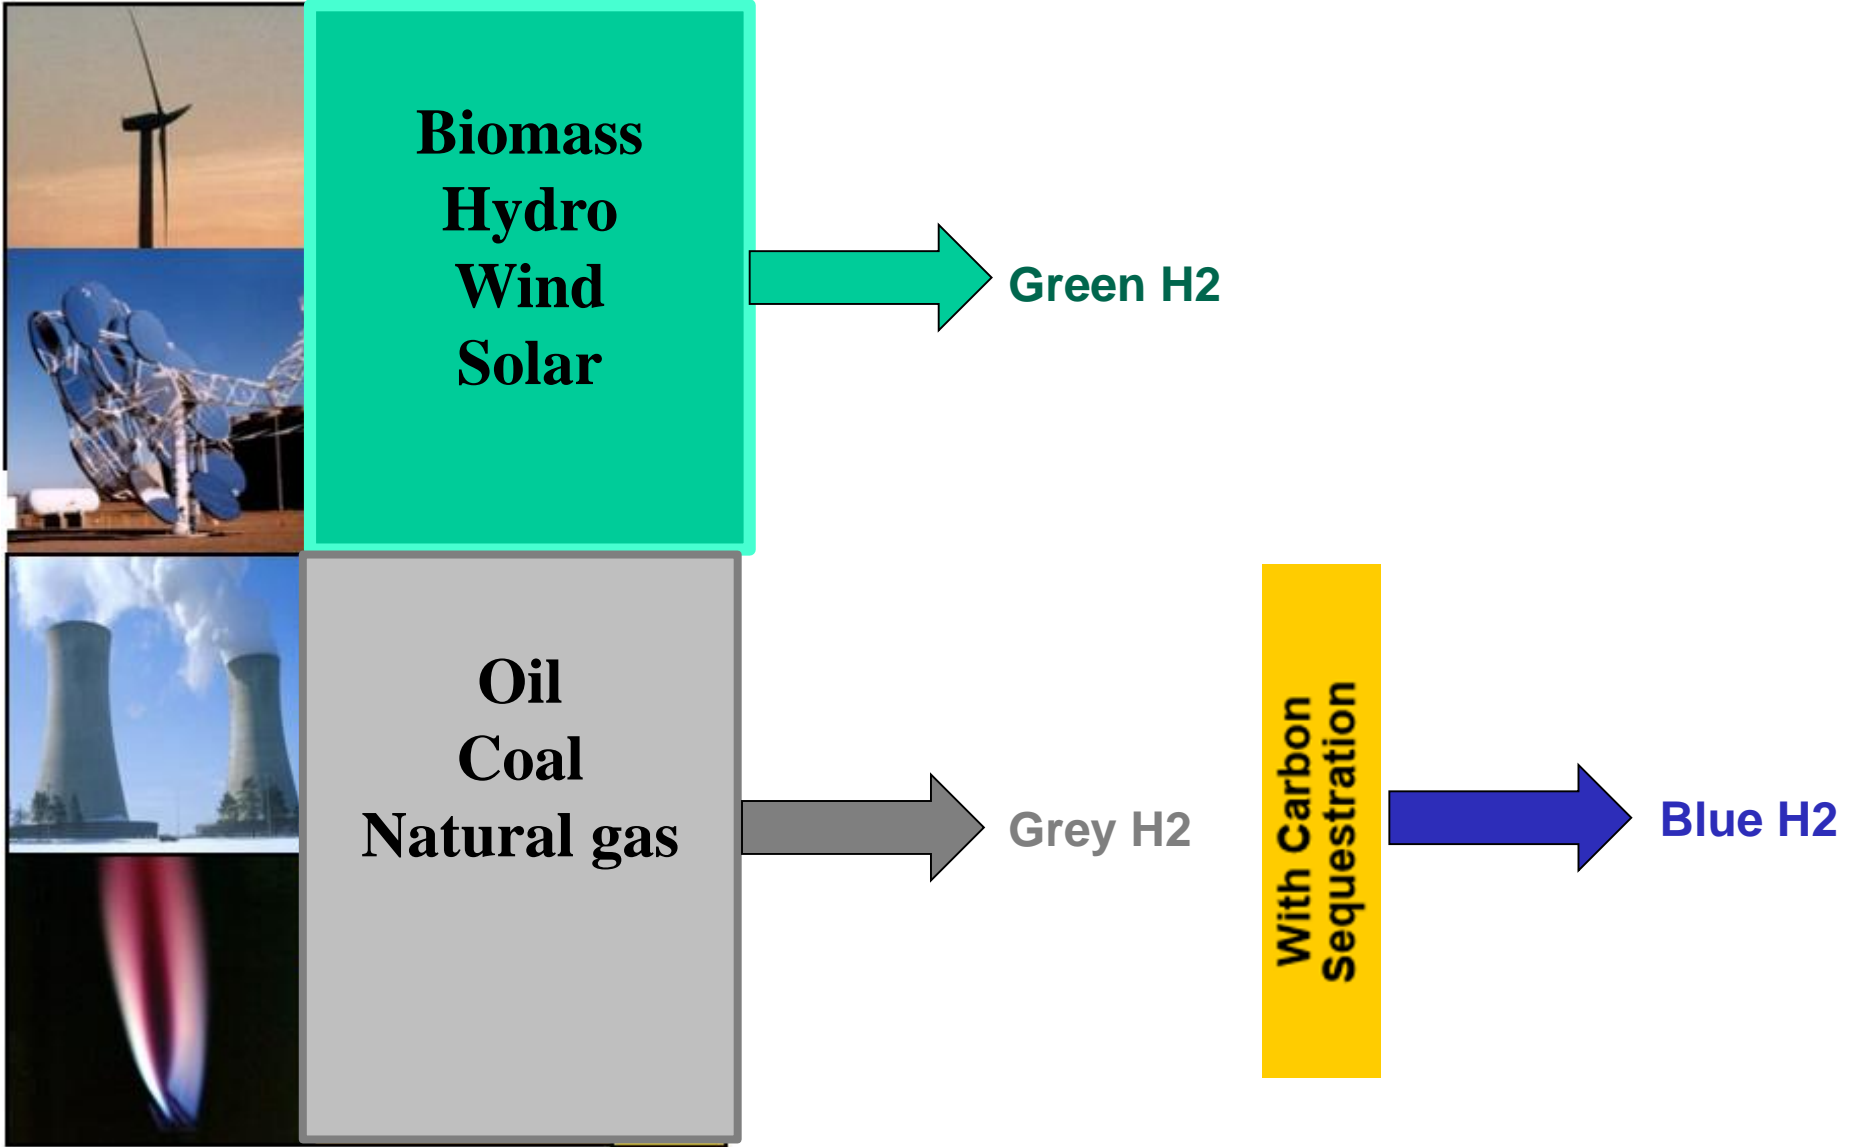 Biomass
Hydro
Wind
Solar
Green H2
Oil
Coal
Natural gas
Grey H2
With Carbon
Sequestration
Blue H2